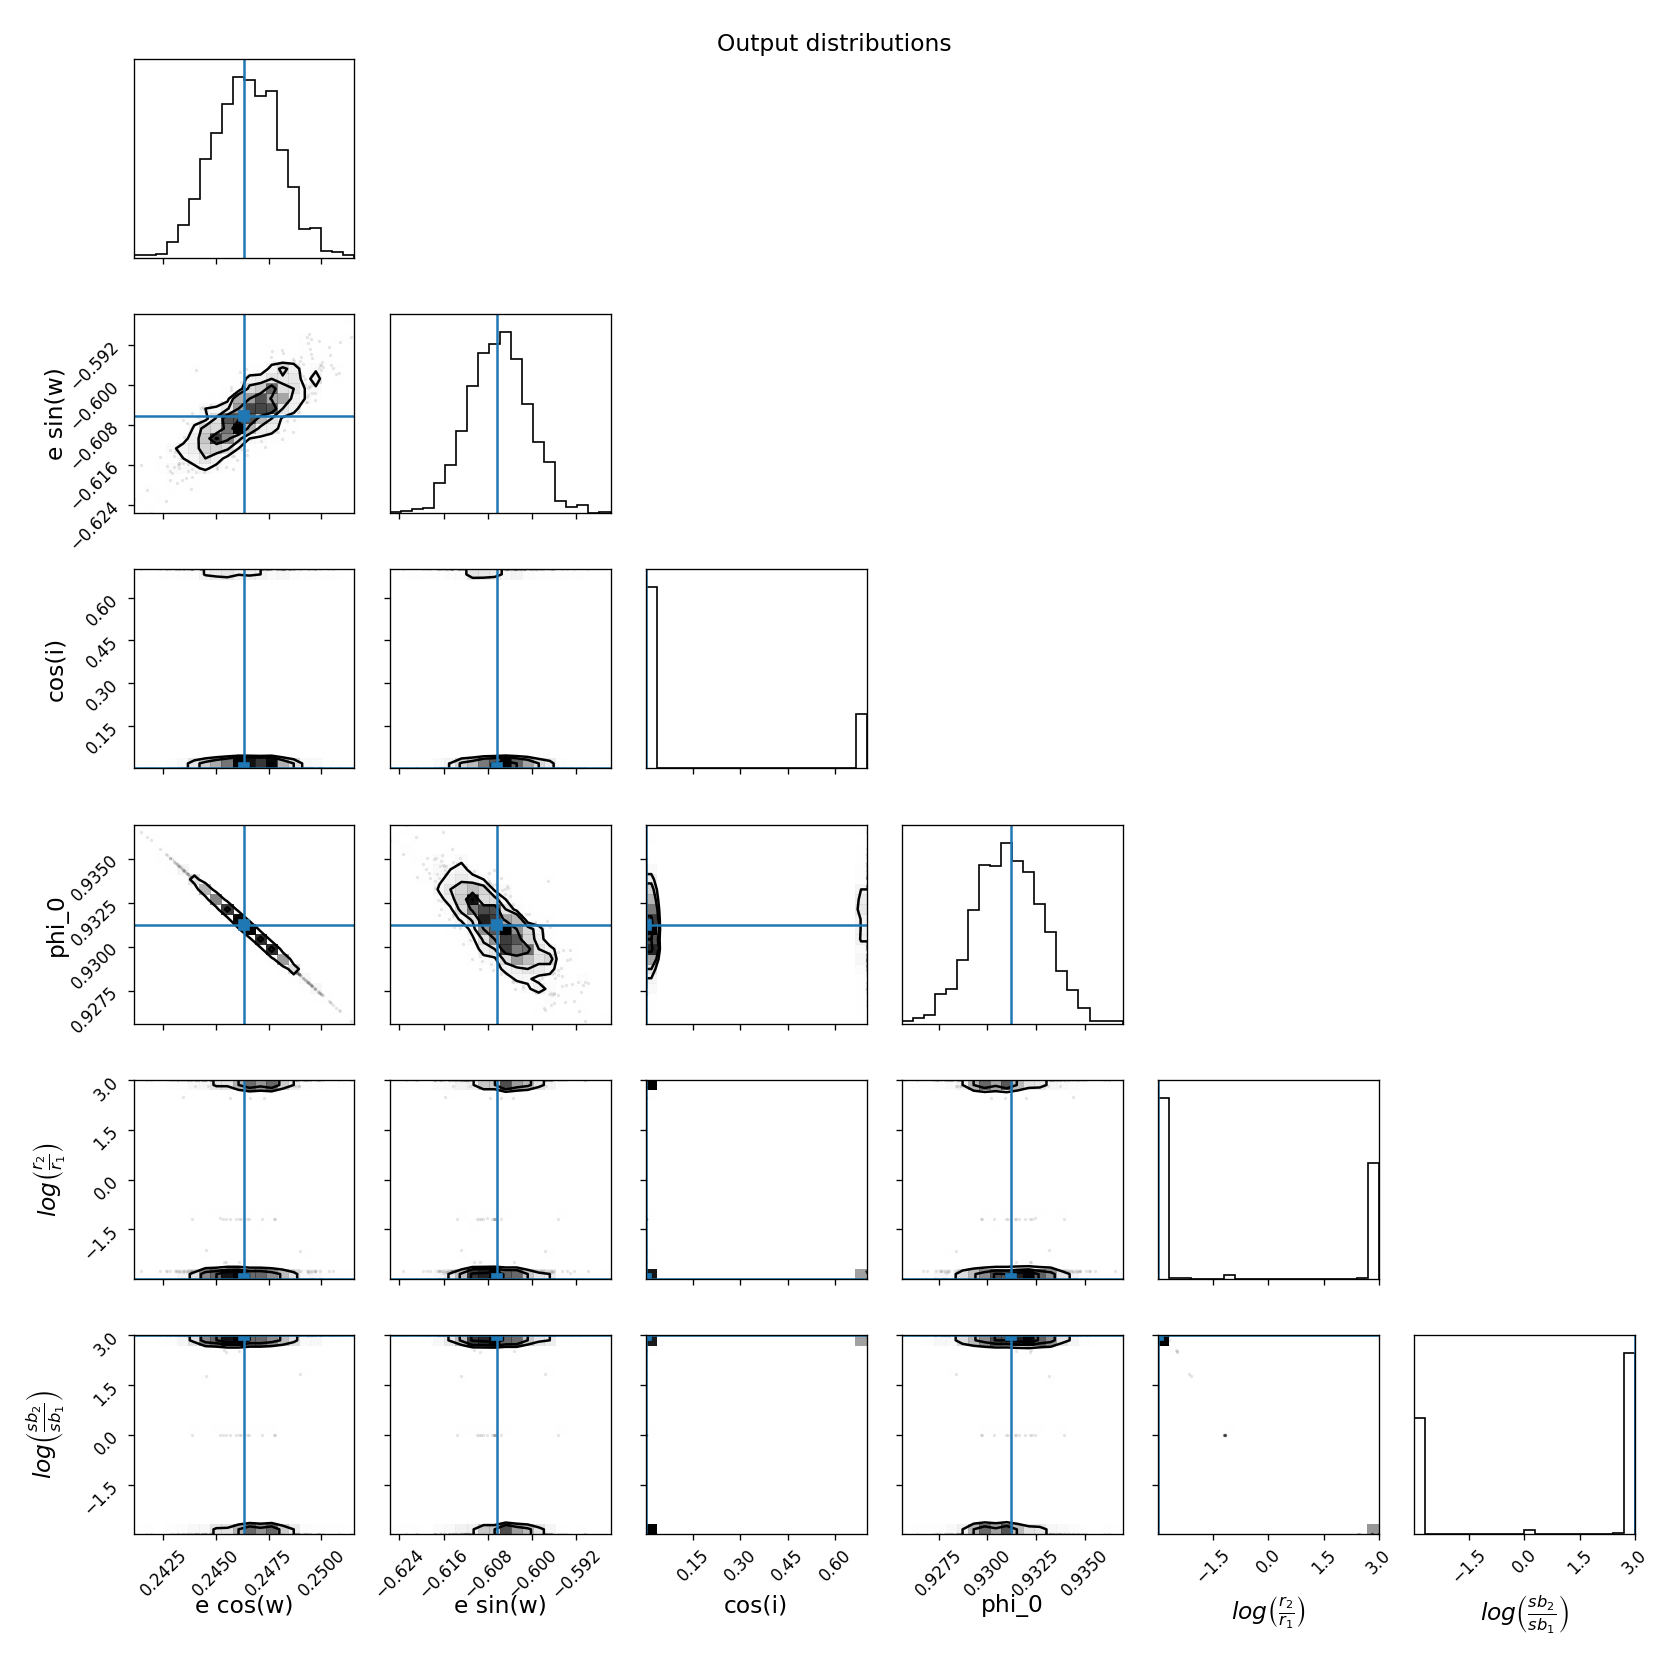 Output distributions
e sin(w)
−0.592
−0.600
−0.608
−0.616
−0.624
cos(i)
0.60
0.45
0.30
0.15
phi_0
0.9350
0.9325
0.9300
0.9275
log(r₂/r₁)
3.0
1.5
0.0
−1.5
log(sb₂/sb₁)
3.0
1.5
0.0
−1.5
0.2425 0.2450 0.2475 0.2500
−0.624 −0.616 −0.608 −0.600 −0.592
0.15 0.30 0.45 0.60
0.9275 0.9300 0.9325 0.9350
−1.5 0.0 1.5 3.0
−1.5 0.0 1.5 3.0
e cos(w) e sin(w) cos(i) phi_0 log(r₂/r₁) log(sb₂/sb₁)